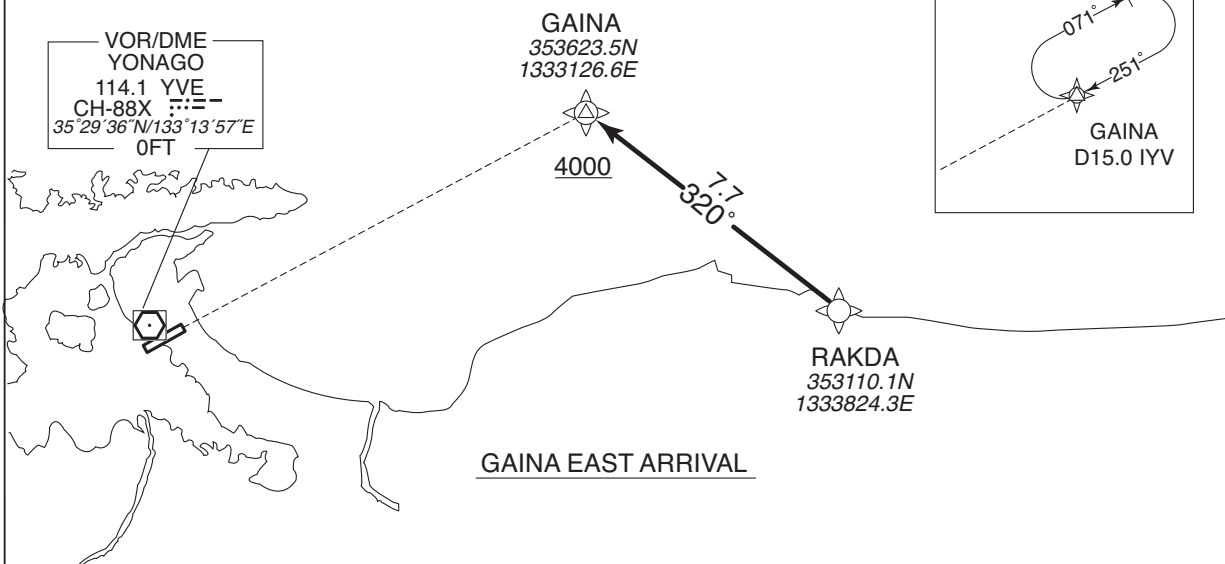 VOR/DME
YONAGO
114.1 YVE
CH-88X
35°29´36˝N/133°13´57˝E
0FT
GAINA
353623.5N
1333126.6E
4000
7.7
320°
RAKDA
353110.1N
1333824.3E
GAINA EAST ARRIVAL
071°
251°
GAINA
D15.0 IYV